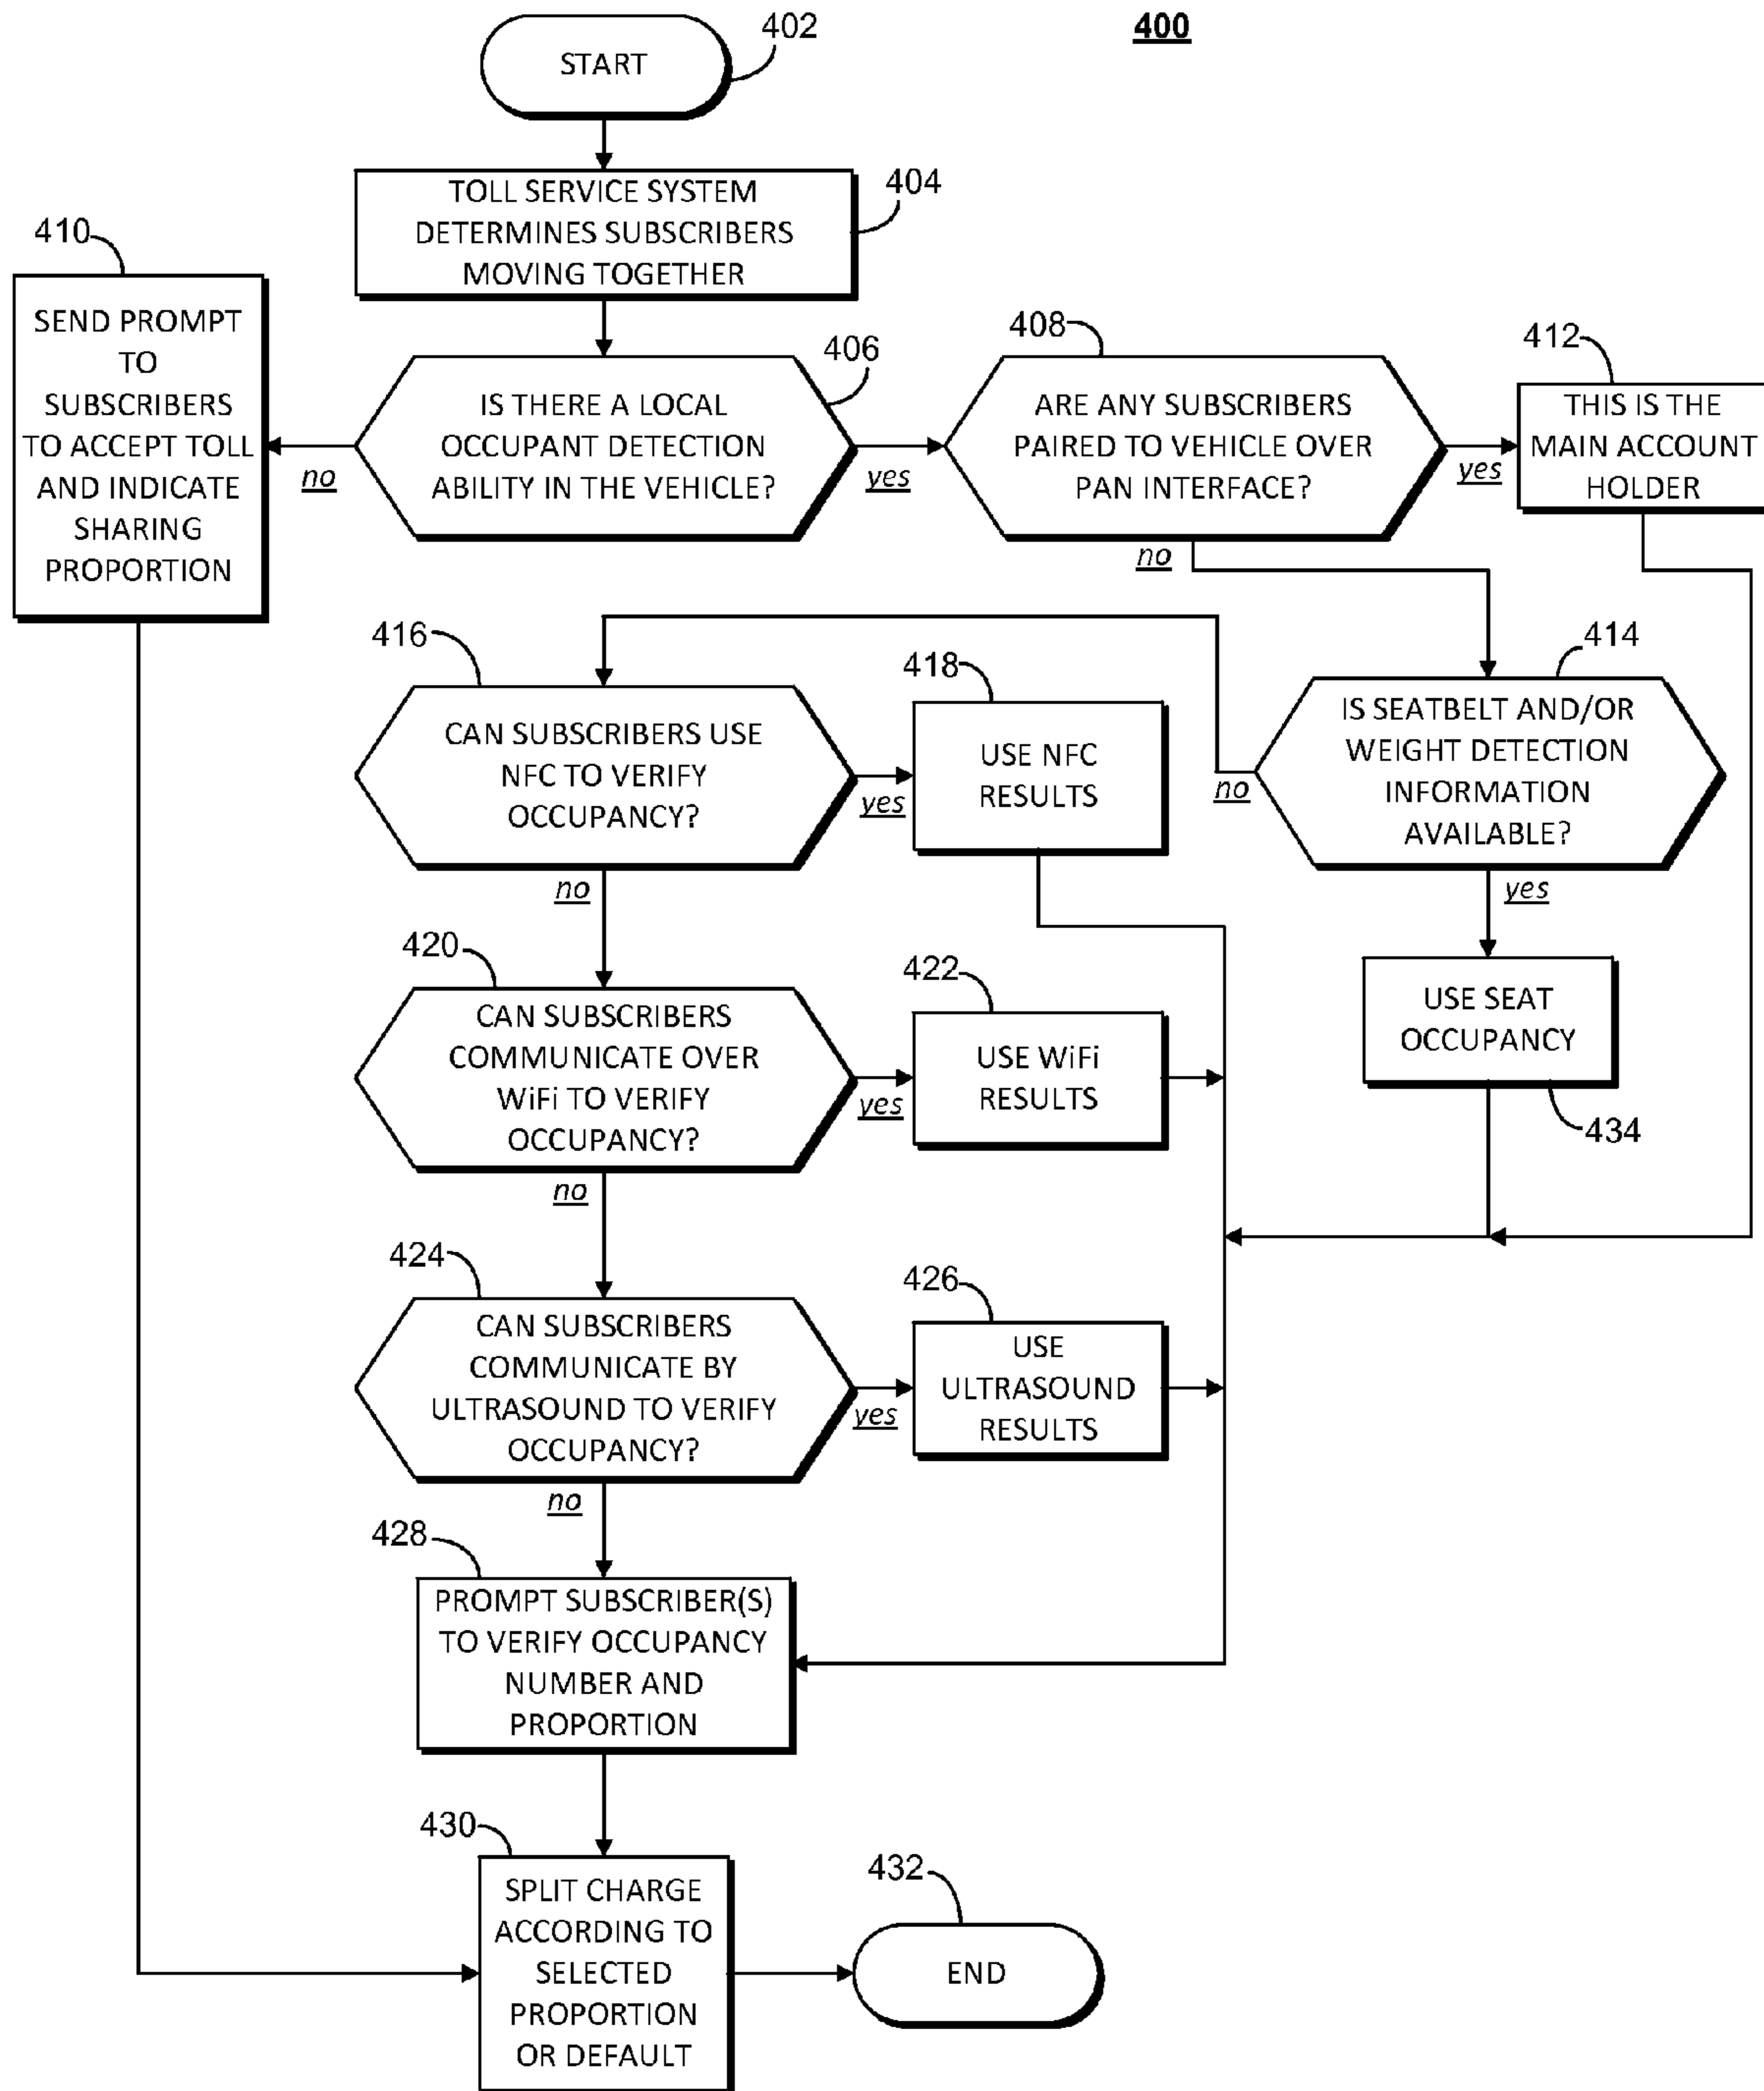 400
402
START
404
TOLL SERVICE SYSTEM
DETERMINES SUBSCRIBERS
MOVING TOGETHER
410
SEND PROMPT
TO
SUBSCRIBERS
TO ACCEPT TOLL
AND INDICATE
SHARING
PROPORTION
406
IS THERE A LOCAL
OCCUPANT DETECTION
ABILITY IN THE VEHICLE?
no
yes
408
ARE ANY SUBSCRIBERS
PAIRED TO VEHICLE OVER
PAN INTERFACE?
yes
no
412
THIS IS THE
MAIN ACCOUNT
HOLDER
414
IS SEATBELT AND/OR
WEIGHT DETECTION
INFORMATION
AVAILABLE?
no
yes
416
CAN SUBSCRIBERS USE
NFC TO VERIFY
OCCUPANCY?
yes
no
418
USE NFC
RESULTS
434
USE SEAT
OCCUPANCY
420
CAN SUBSCRIBERS
COMMUNICATE OVER
WiFi TO VERIFY
OCCUPANCY?
yes
no
422
USE WiFi
RESULTS
424
CAN SUBSCRIBERS
COMMUNICATE BY
ULTRASOUND TO VERIFY
OCCUPANCY?
yes
no
426
USE
ULTRASOUND
RESULTS
428
PROMPT SUBSCRIBER(S)
TO VERIFY OCCUPANCY
NUMBER AND
PROPORTION
430
SPLIT CHARGE
ACCORDING TO
SELECTED
PROPORTION
OR DEFAULT
432
END